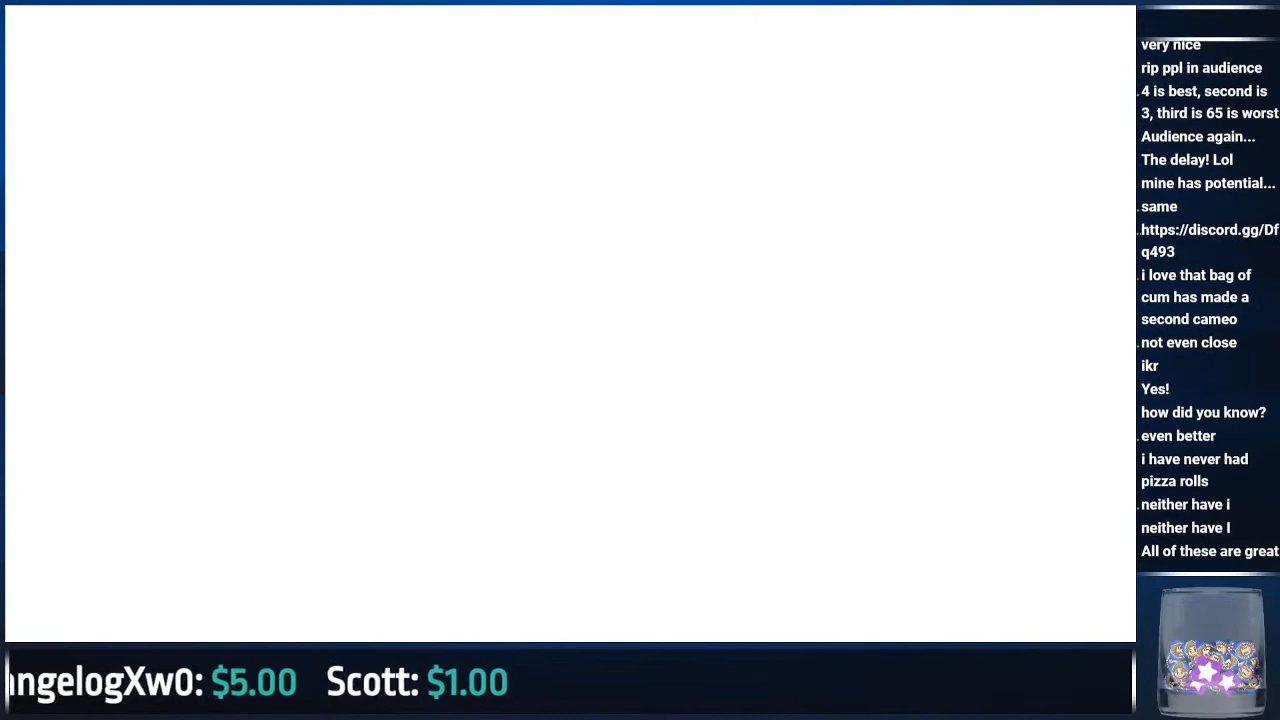 very nice
rip ppl in audience
4 is best, second is
3, third is 65 is worst
Audience again...
The delay! Lol
mine has potential...
same
https://discord.gg/Df
q493
i love that bag of
cum has made a
second cameo
not even close
ikr
Yes!
how did you know?
even better
i have never had
pizza rolls
neither have i
neither have I
All of these are great
ngelogXw0: $5.00 Scott: $1.00